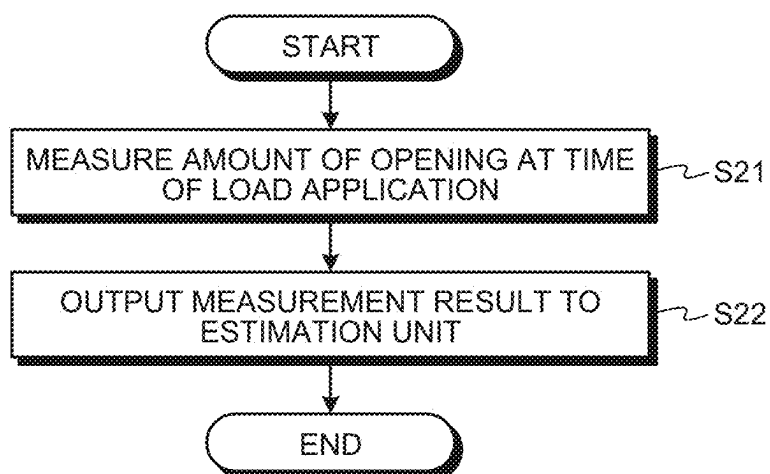 START
MEASURE AMOUNT OF OPENING AT TIME
OF LOAD APPLICATION
S21
OUTPUT MEASUREMENT RESULT TO
ESTIMATION UNIT
S22
END